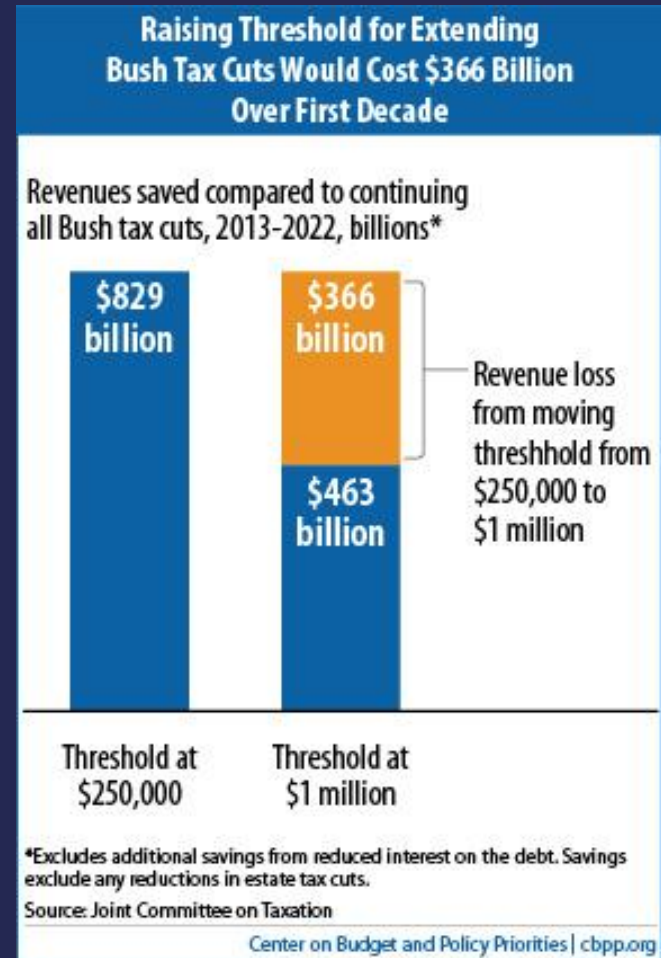 Raising Threshold for Extending
Bush Tax Cuts Would Cost $366 Billion
Over First Decade
Revenues saved compared to continuing
all Bush tax cuts, 2013-2022, billions*
$829
billion
$366
billion
Revenue loss
from moving
threshhold from
$250,000 to
$1 million
$463
billion
Threshold at
$250,000
Threshold at
$1 million
*Excludes additional savings from reduced interest on the debt. Savings
exclude any reductions in estate tax cuts.
Source: Joint Committee on Taxation
Center on Budget and Policy Priorities | cbpp.org